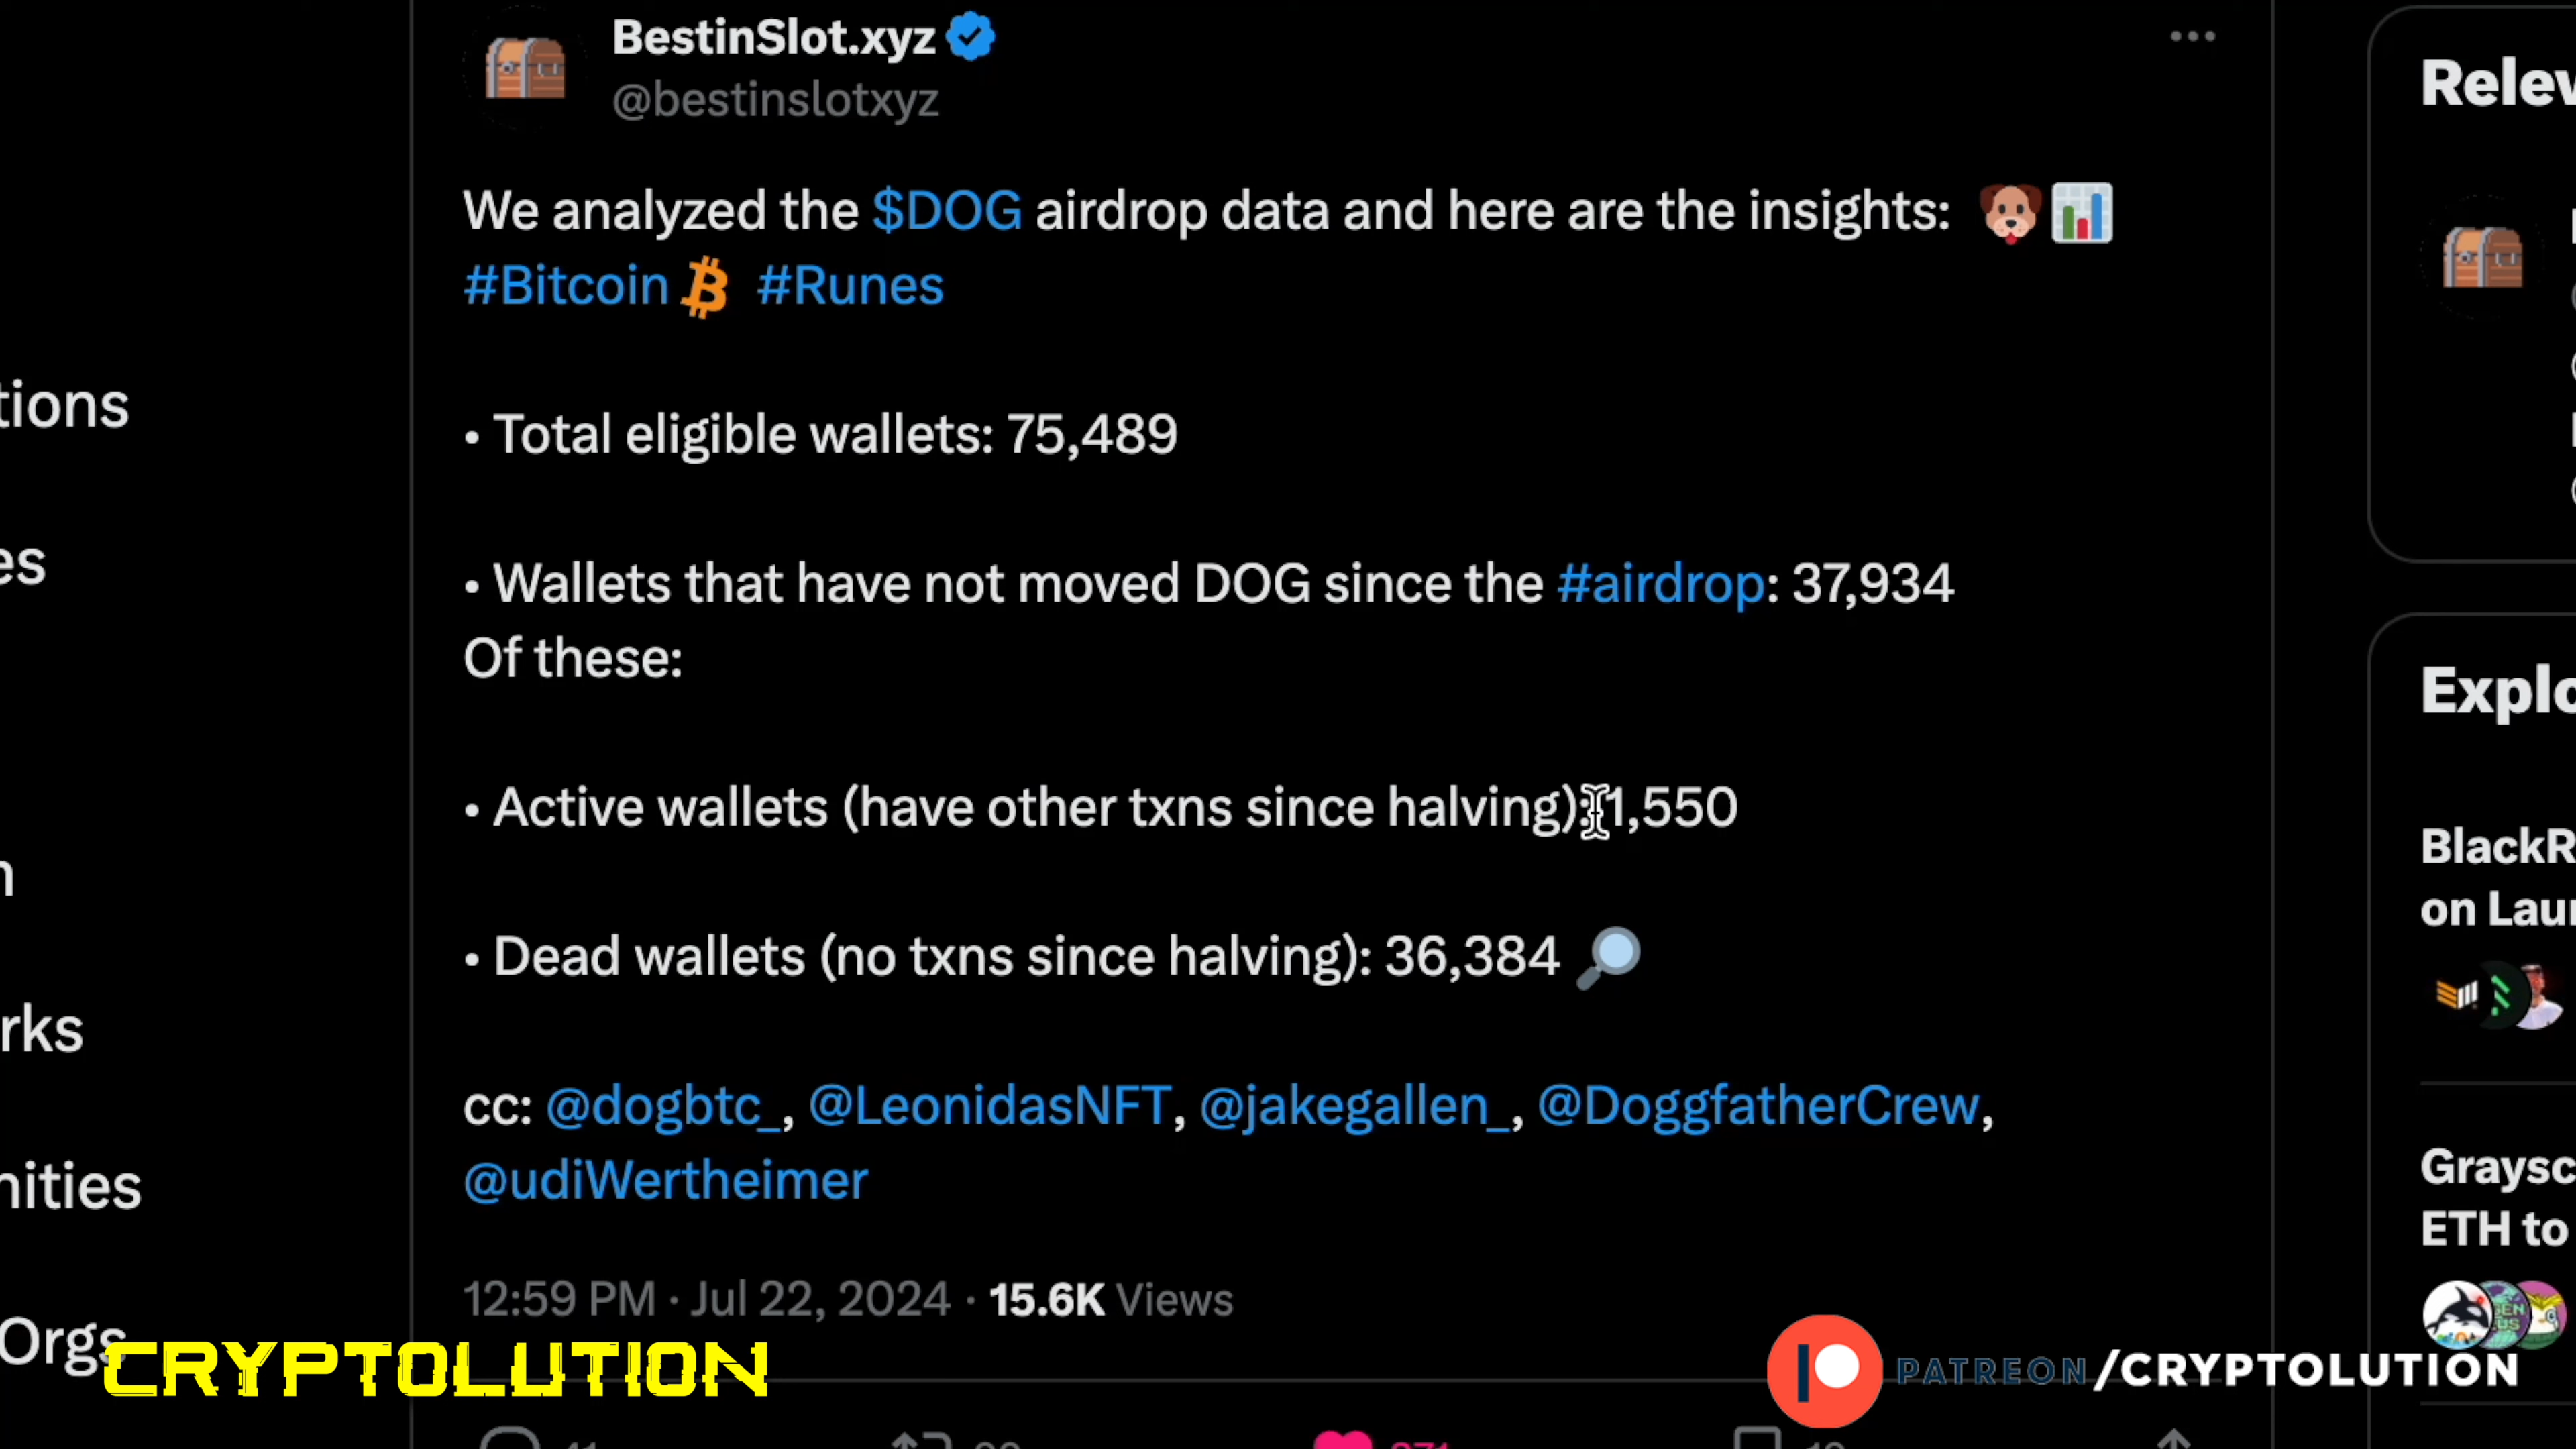 BestinSlot.xyz
@bestinslotxyz
Relev
We analyzed the $DOG airdrop data and here are the insights:
#Bitcoin #Runes
tions
• Total eligible wallets: 75,489
es
• Wallets that have not moved DOG since the #airdrop: 37,934
Of these:
Explo
• Active wallets (have other txns since halving): 1,550
BlackR
on Laun
• Dead wallets (no txns since halving): 36,384
rks
cc: @dogbtc_, @LeonidasNFT, @jakegallen_, @DoggfatherCrew,
@udiWertheimer
nities
Graysc
ETH to
12:59 PM · Jul 22, 2024 · 15.6K Views
Orgs
CRYPTOLUTION
PATREON/CRYPTOLUTION